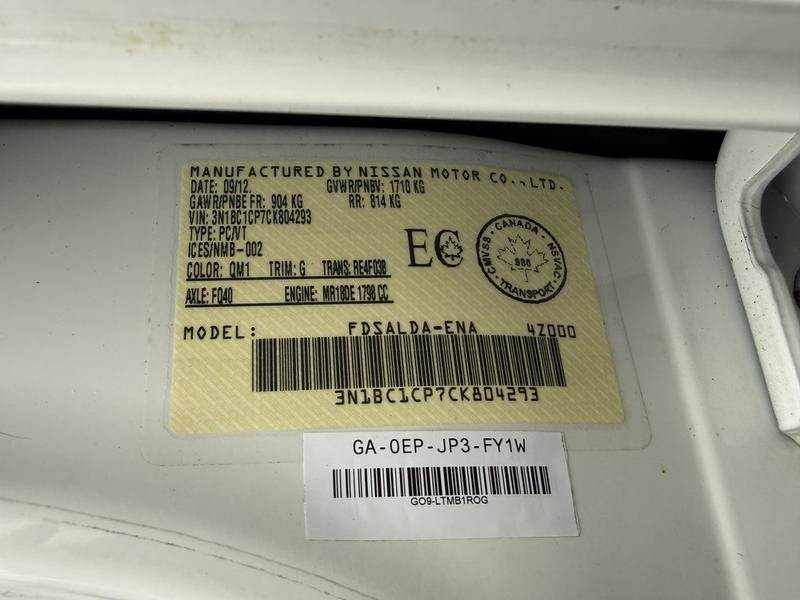 MANUFACTURED BY NISSAN MOTOR CO., LTD.
DATE: 09/12. GVWR/PNBV: 1710 KG
GAWR/PNBE FR: 904 KG RR: 814 KG
VIN: 3N1BC1CP7CK804293
TYPE: PC/VT
ICES/NMB-002
COLOR: QM1 TRIM: G TRANS: RE4F03B
AXLE: FQ40 ENGINE: MR18DE 1798 CC
EC
CANADA · NSVAC · TRANSPORT · CMVSS
986
MODEL: FDSALDA-ENA 4Z000
3N1BC1CP7CK804293
GA-0EP-JP3-FY1W
GO9-LTMB1ROG